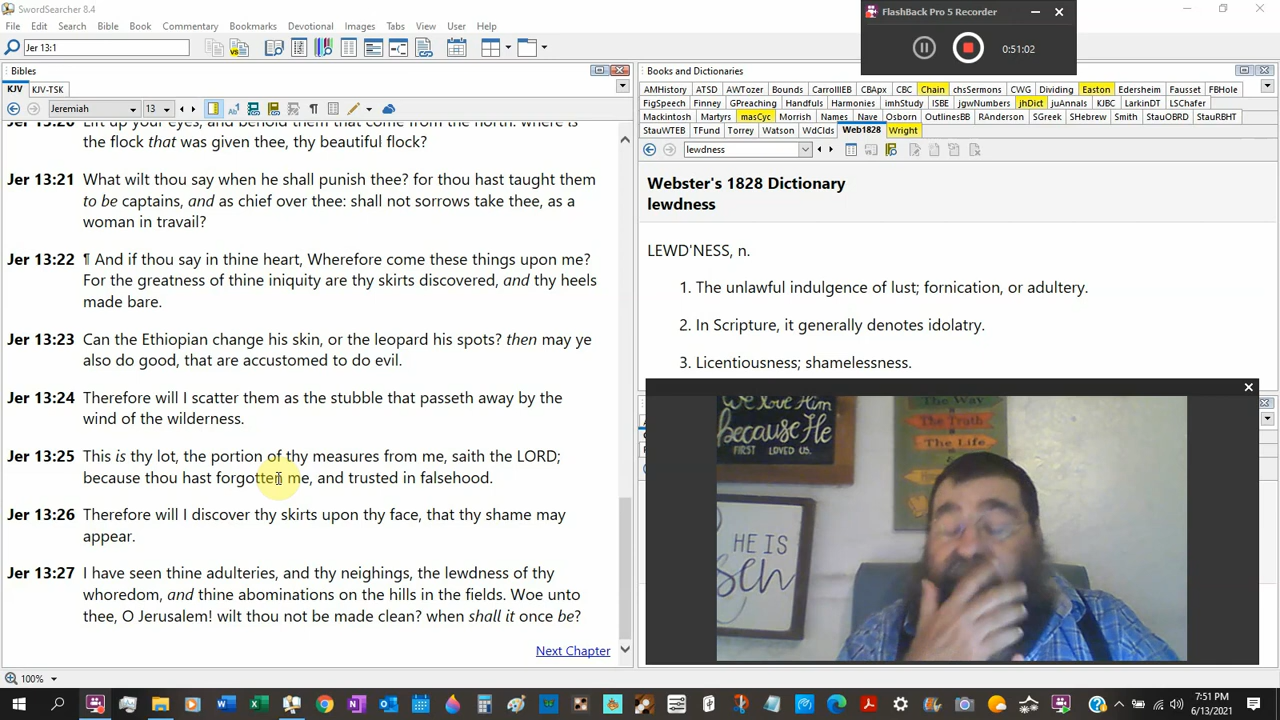 SwordSearcher 8.4
File Edit Search Bible Book Commentary Devotional Images Tabs View User Help
Jer 13:1
Bibles
KJV KJV-TSK
Jeremiah 13
the flock that was given thee, thy beautiful flock?
Jer 13:21 What wilt thou say when he shall punish thee? for thou hast taught them
to be captains, and as chief over thee: shall not sorrows take thee, as a
woman in travail?
Jer 13:22 ¶ And if thou say in thine heart, Wherefore come these things upon me?
For the greatness of thine iniquity are thy skirts discovered, and thy heels
made bare.
Jer 13:23 Can the Ethiopian change his skin, or the leopard his spots? then may ye
also do good, that are accustomed to do evil.
Jer 13:24 Therefore will I scatter them as the stubble that passeth away by the
wind of the wilderness.
Jer 13:25 This is thy lot, the portion of thy measures from me, saith the LORD;
because thou hast forgotten me, and trusted in falsehood.
Jer 13:26 Therefore will I discover thy skirts upon thy face, that thy shame may
appear.
Jer 13:27 I have seen thine adulteries, and thy neighings, the lewdness of thy
whoredom, and thine abominations on the hills in the fields. Woe unto
thee, O Jerusalem! wilt thou not be made clean? when shall it once be?
Next Chapter
100%
FlashBack Pro 5 Recorder
0:51:02
Books and Dictionaries
AMHistory ATSD AWTozer Bounds CarrollIEB CBApx CBC Chain chsSermons CWG Dividing Easton Edersheim Fausset FBHole
FigSpeech Finney GPreaching Handfuls Harmonies imhStudy ISBE jgwNumbers jhDict juAnnals KJBC LarkinDT LSChafer
Mackintosh Martyrs masCyc Morrish Names Nave Osborn OutlinesBB RAnderson SGreek SHebrew Smith StauOBRD StauRBHT
StauWTEB TFund Torrey Watson WdClds Web1828 Wright
lewdness
Webster's 1828 Dictionary
lewdness
LEWD'NESS, n.
1. The unlawful indulgence of lust; fornication, or adultery.
2. In Scripture, it generally denotes idolatry.
3. Licentiousness; shamelessness.
We love Him
because He
FIRST LOVED US.
The Way
The Truth
The Life
HE IS
7:51 PM
6/13/2021